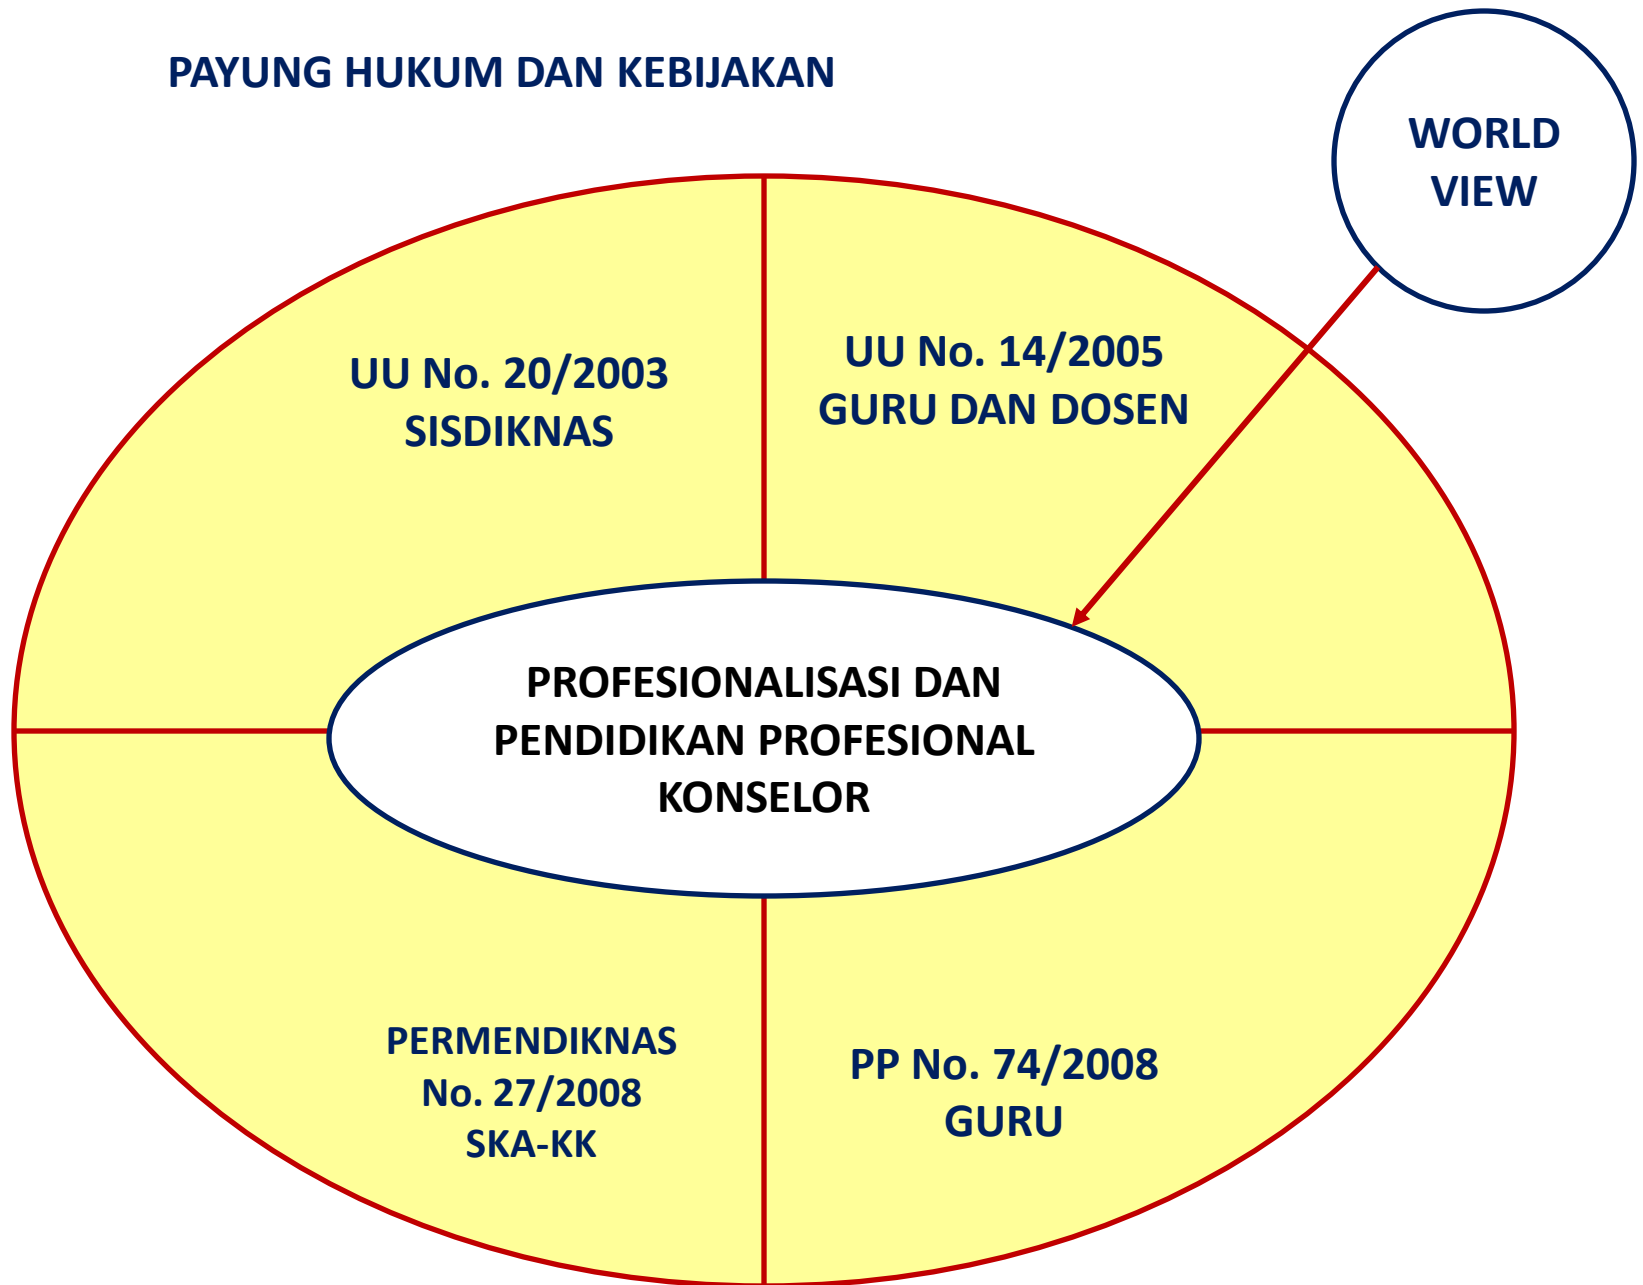 PAYUNG HUKUM DAN KEBIJAKAN
WORLD
VIEW
UU No. 20/2003
SISDIKNAS
UU No. 14/2005
GURU DAN DOSEN
PROFESIONALISASI DAN
PENDIDIKAN PROFESIONAL
KONSELOR
PERMENDIKNAS
No. 27/2008
SKA-KK
PP No. 74/2008
GURU